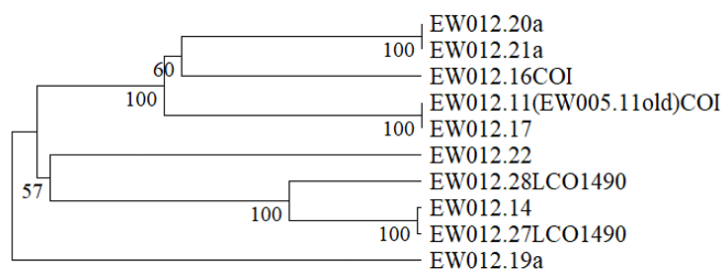 EW012.20a
100
EW012.21a
60
EW012.16COI
100
EW012.11(EW005.11old)COI
100
EW012.17
EW012.22
57
EW012.28LCO1490
100
EW012.14
100
EW012.27LCO1490
EW012.19a